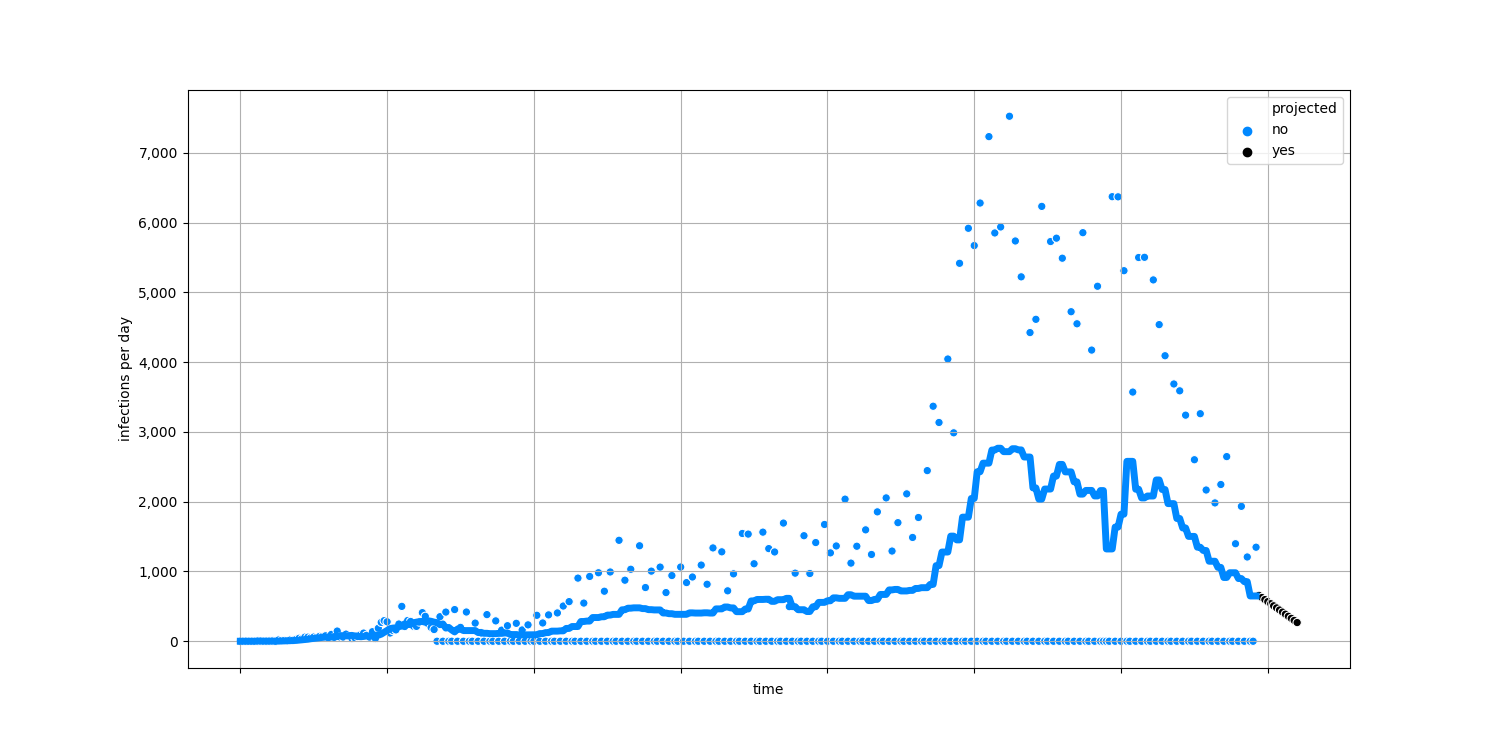 projected
no
yes
7,000
6,000
5,000
4,000
3,000
2,000
1,000
0
infections per day
time